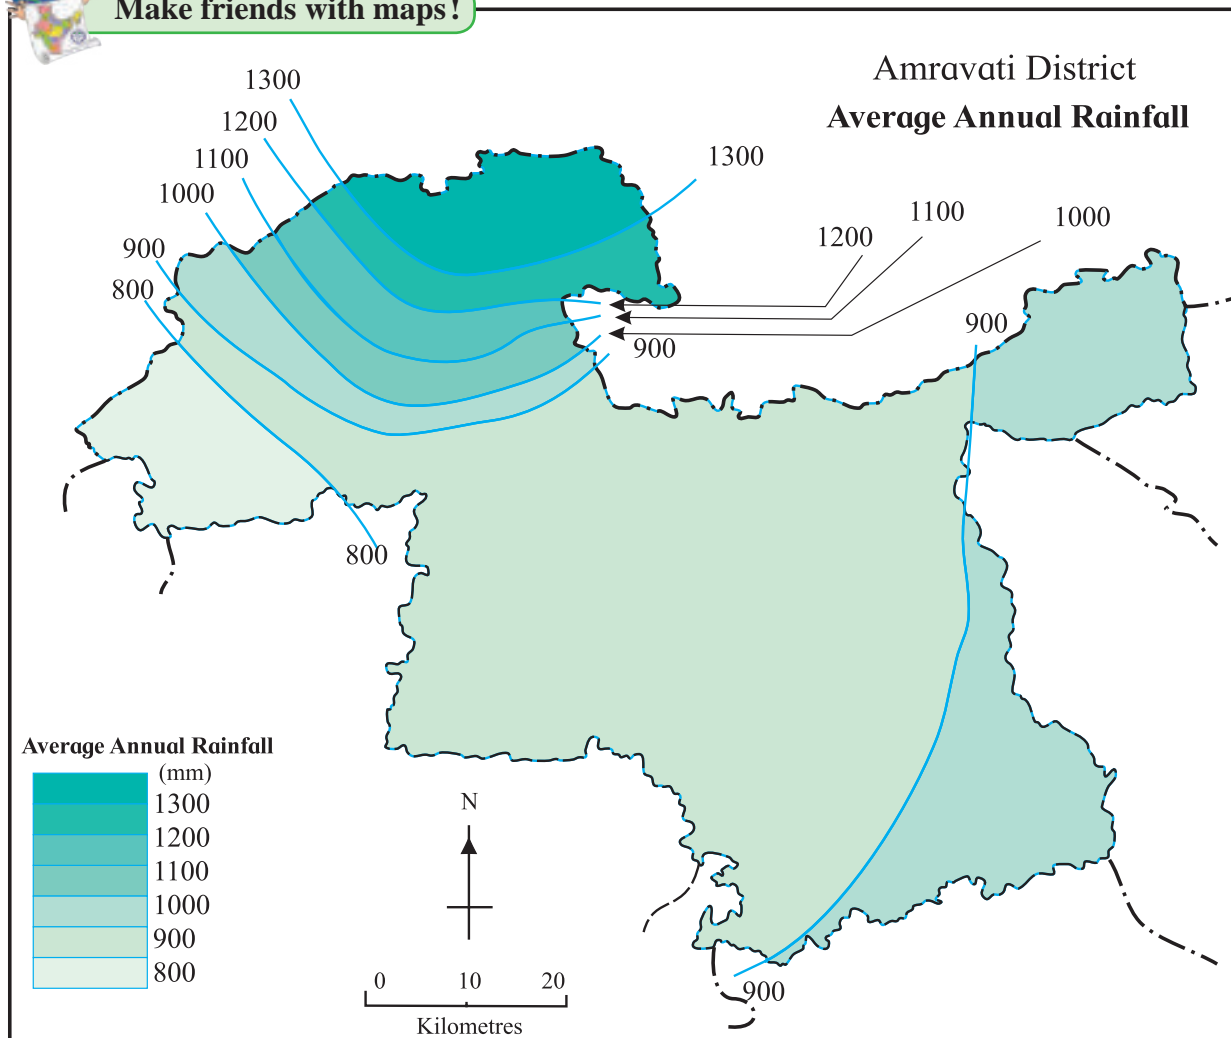 Make friends with maps!
Amravati District
Average Annual Rainfall
1300
1200
1100
1000
900
800
1300
1200
1100
1000
900
900
800
900
Average Annual Rainfall
(mm)
1300
1200
1100
1000
900
800
N
0 10 20
Kilometres